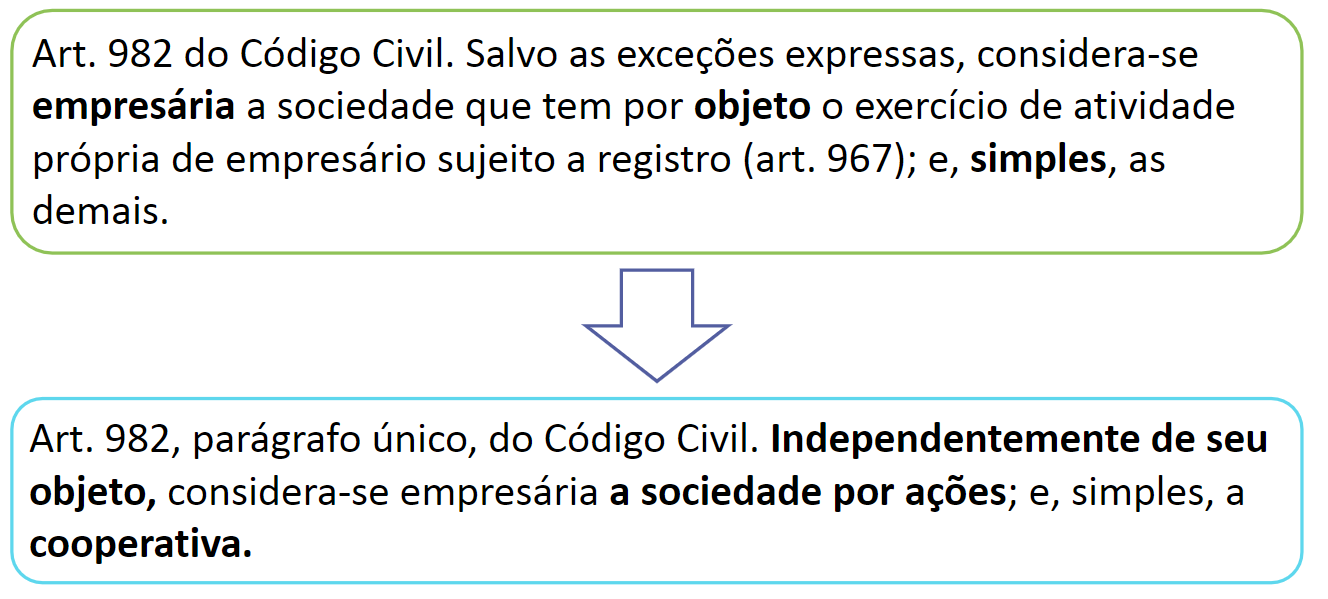 Art. 982 do Código Civil. Salvo as exceções expressas, considera-se
empresária a sociedade que tem por objeto o exercício de atividade
própria de empresário sujeito a registro (art. 967); e, simples, as
demais.
Art. 982, parágrafo único, do Código Civil. Independentemente de seu
objeto, considera-se empresária a sociedade por ações; e, simples, a
cooperativa.